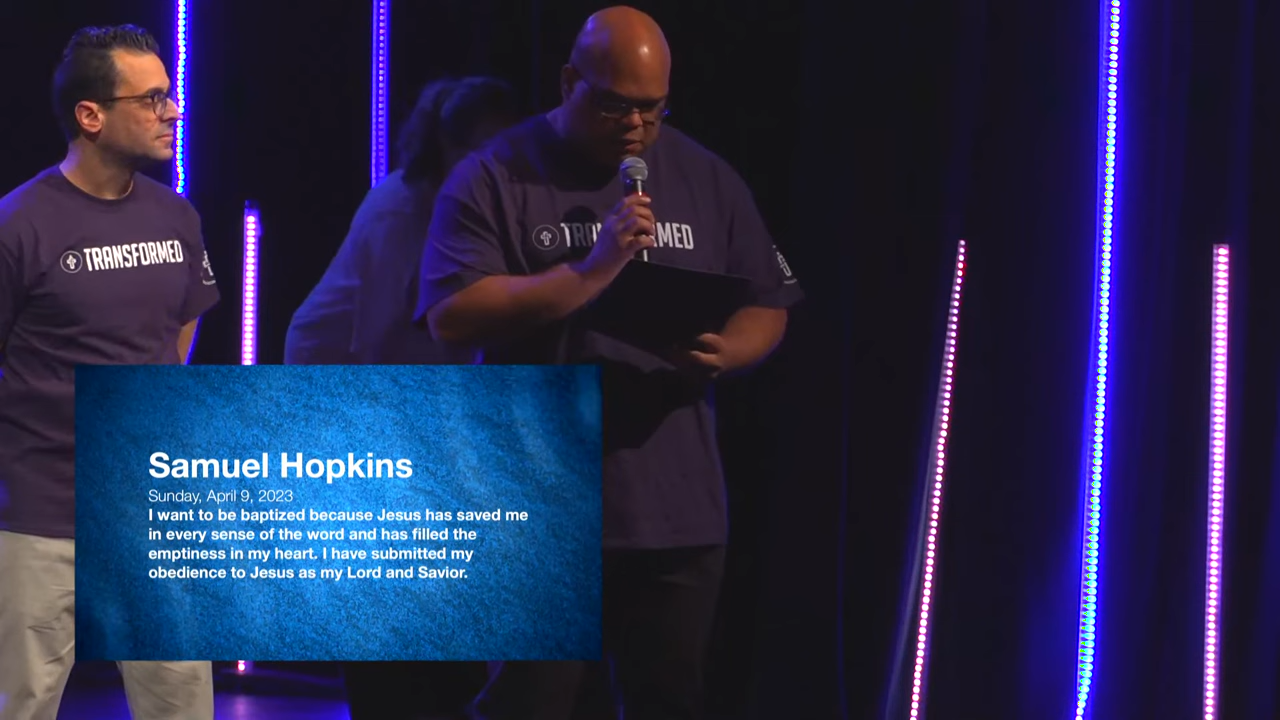 TRANSFORMED
Samuel Hopkins
Sunday, April 9, 2023
I want to be baptized because Jesus has saved me
in every sense of the word and has filled the
emptiness in my heart. I have submitted my
obedience to Jesus as my Lord and Savior.